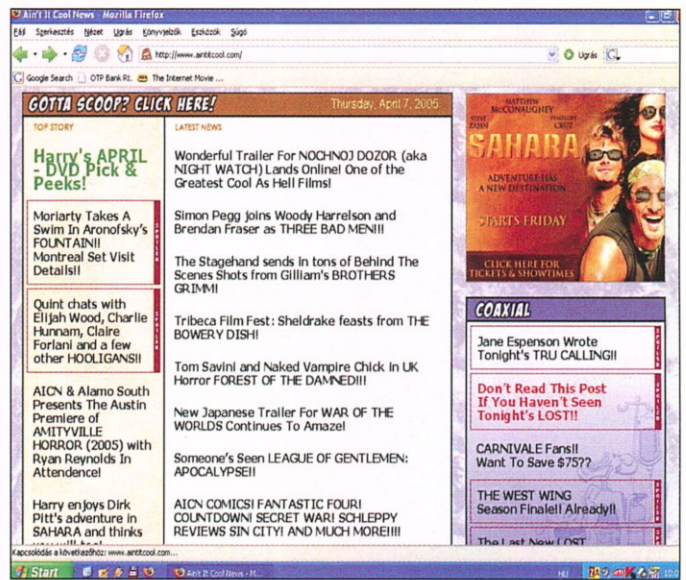 Ain't It Cool News - Mozilla Firefox
Fájl Szerkesztés Nézet Ugrás Könyvjelzők Eszközök Súgó
http://www.aintitcool.com/
Ugrás
Google Search OTP Bank Rt. The Internet Movie ...
GOTTA SCOOP? CLICK HERE!
Thursday, April 7, 2005
TOP STORY
Harry's APRIL
- DVD Pick &
Peeks!
Moriarty Takes A
Swim In Aronofsky's
FOUNTAIN!!
Montreal Set Visit
Details!!
SPOILER
Quint chats with
Elijah Wood, Charlie
Hunnam, Claire
Forlani and a few
other HOOLIGANS!!
SPOILER
AICN & Alamo South
Presents The Austin
Premiere of
AMITYVILLE
HORROR (2005) with
Ryan Reynolds In
Attendence!
Harry enjoys Dirk
Pitt's adventure in
SAHARA and thinks
you will too!
LATEST NEWS
Wonderful Trailer For NOCHNOJ DOZOR (aka
NIGHT WATCH) Lands Online! One of the
Greatest Cool As Hell Films!
Simon Pegg joins Woody Harrelson and
Brendan Fraser as THREE BAD MEN!!!
The Stagehand sends in tons of Behind The
Scenes Shots from Gilliam's BROTHERS
GRIMM!
Tribeca Film Fest: Sheldrake feasts from THE
BOWERY DISH!
Tom Savini and Naked Vampire Chick in UK
Horror FOREST OF THE DAMNED!!!
New Japanese Trailer For WAR OF THE
WORLDS Continues To Amaze!
Someone's Seen LEAGUE OF GENTLEMEN:
APOCALYPSE!!
AICN COMICS! FANTASTIC FOUR!
COUNTDOWN! SECRET WAR! SCHLEPPY
REVIEWS SIN CITY! AND MUCH MORE!!!!
MATTHEW
McCONAUGHEY
STEVE
ZAHN
PENELOPE
CRUZ
SAHARA
ADVENTURE HAS
A NEW DESTINATION
STARTS FRIDAY
CLICK HERE FOR
TICKETS & SHOWTIMES
COAXIAL
Jane Espenson Wrote
Tonight's TRU CALLING!!
SPOILER
Don't Read This Post
If You Haven't Seen
Tonight's LOST!!
SPOILER
CARNIVALE Fans!!
Want To Save $75??
THE WEST WING
Season Finale!! Already!!
SPOILER
The Last New LOST
Kapcsolódás a következőhöz: www.aintitcool.com...
Start
Ain't It Cool News - M...
HU